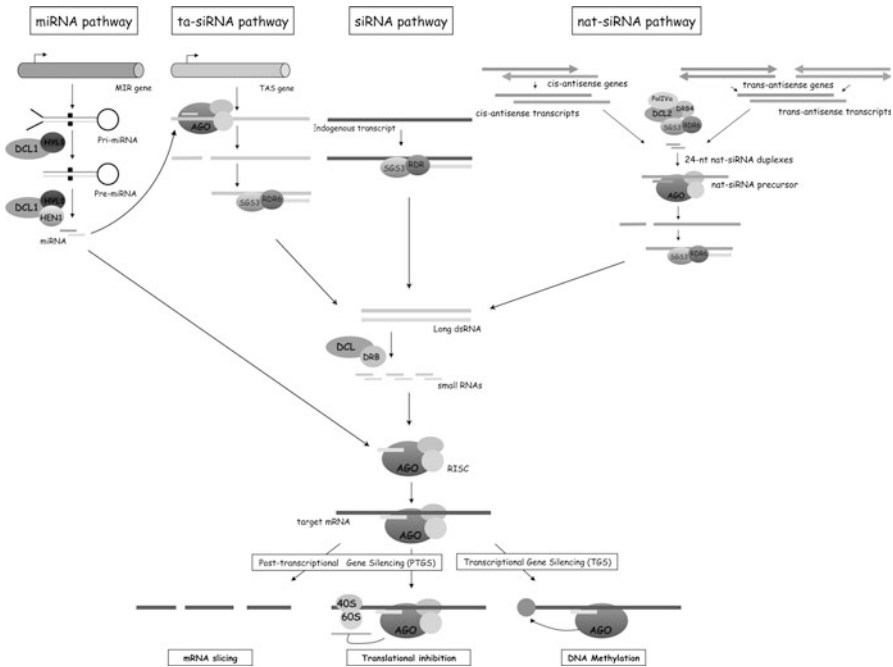 miRNA pathway
ta-siRNA pathway
siRNA pathway
nat-siRNA pathway
MIR gene
TAS gene
cis-antisense genes
cis-antisense transcripts
trans-antisense genes
trans-antisense transcripts
PolIVa
DCL2
DRB4
SGS3
RDR6
24-nt nat-siRNA duplexes
nat-siRNA precursor
AGO
SGS3
RDR6
DCL1
HYL1
Pri-miRNA
Pre-miRNA
DCL1
HYL1
HEN1
miRNA
AGO
SGS3
RDR6
Endogenous transcript
SGS3
RDR
Long dsRNA
DCL
DRB
small RNAs
AGO
RISC
target mRNA
AGO
Post-transcriptional Gene Silencing (PTGS)
Transcriptional Gene Silencing (TGS)
40S
60S
AGO
AGO
mRNA slicing
Translational inhibition
DNA Methylation